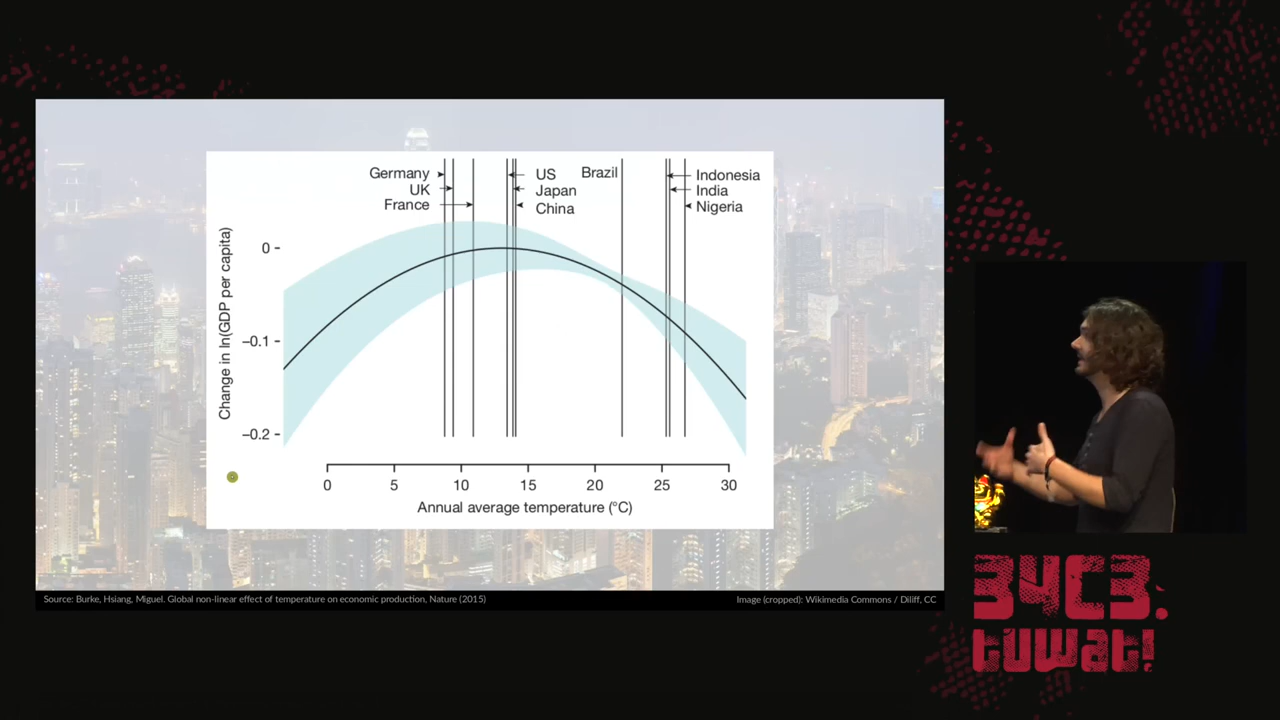 Germany
UK
France
US
Japan
China
Brazil
Indonesia
India
Nigeria
Change in ln(GDP per capita)
0
–0.1
–0.2
0 5 10 15 20 25 30
Annual average temperature (°C)
Source: Burke, Hsiang, Miguel. Global non-linear effect of temperature on economic production, Nature (2015)
Image (cropped): Wikimedia Commons / Diliff, CC
34C3.
tuwat!